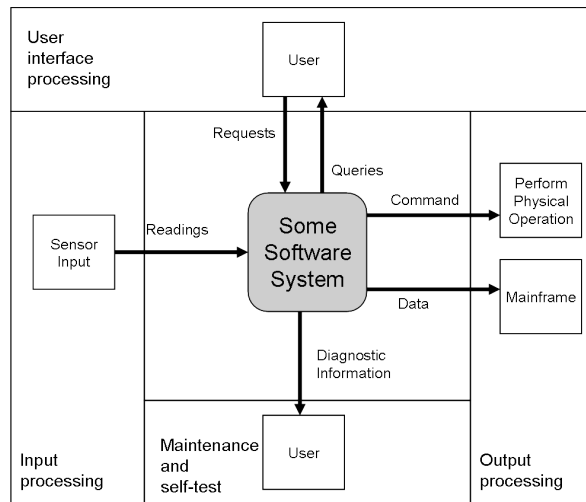 User
interface
processing
User
Requests
Queries
Command
Perform
Physical
Operation
Readings
Sensor
Input
Some
Software
System
Data
Mainframe
Diagnostic
Information
Input
processing
Maintenance
and
self-test
User
Output
processing